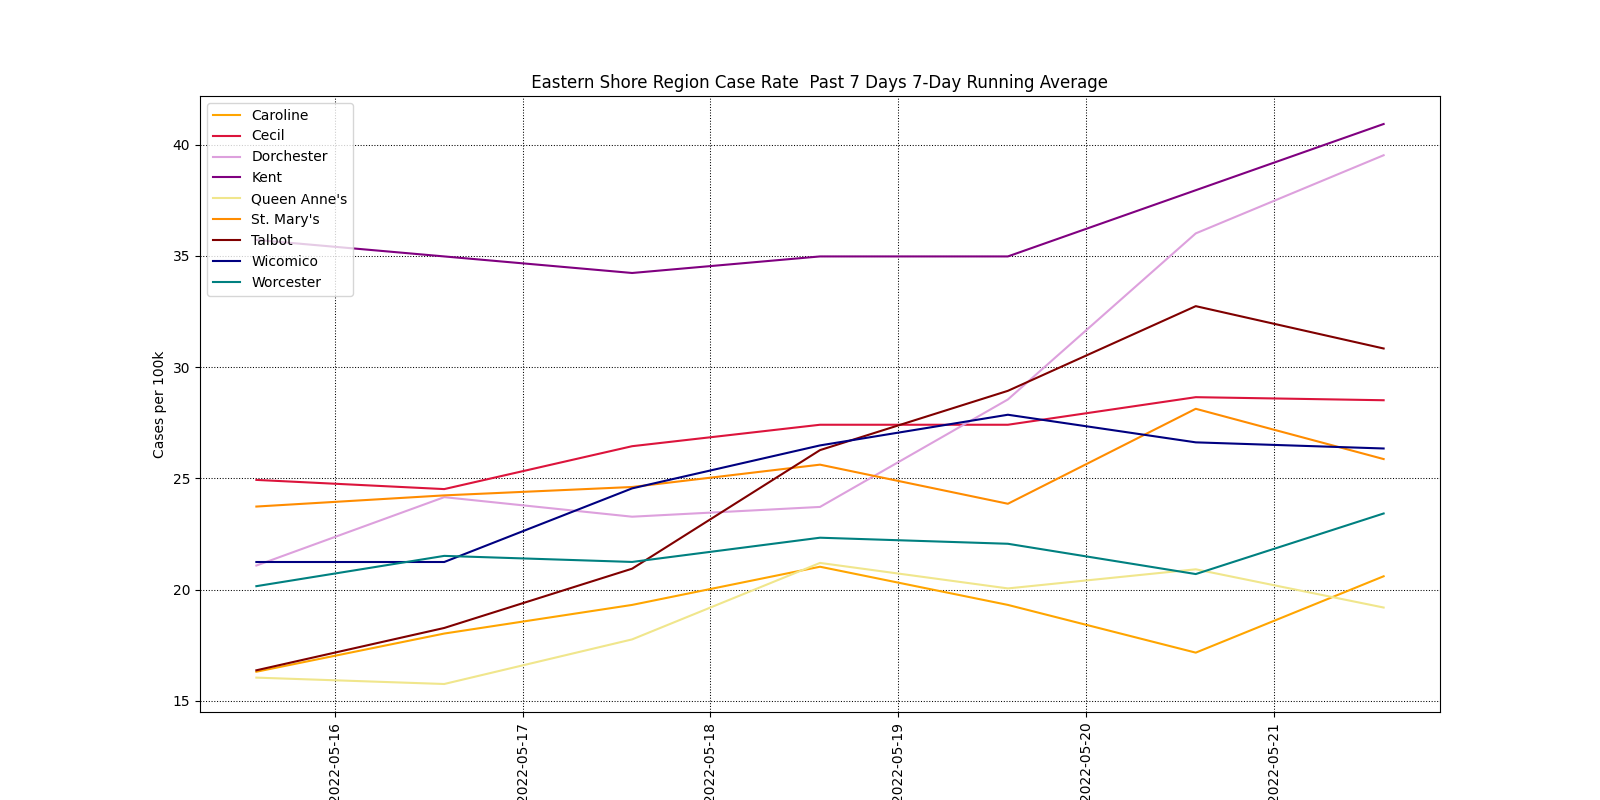 Eastern Shore Region Case Rate  Past 7 Days 7-Day Running Average
Caroline
Cecil
Dorchester
Kent
Queen Anne's
St. Mary's
Talbot
Wicomico
Worcester
Cases per 100k
40
35
30
25
20
15
2022-05-16
2022-05-17
2022-05-18
2022-05-19
2022-05-20
2022-05-21